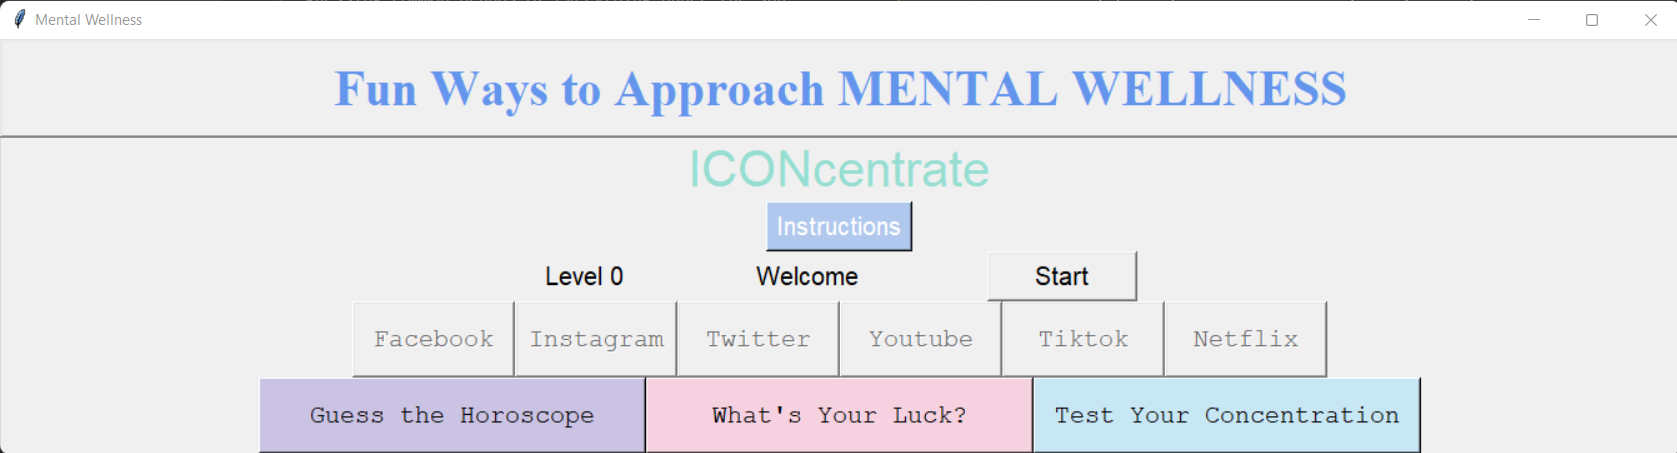 Mental Wellness
Fun Ways to Approach MENTAL WELLNESS
ICONcentrate
Instructions
Level 0 Welcome Start
Facebook Instagram Twitter Youtube Tiktok Netflix
Guess the Horoscope What's Your Luck? Test Your Concentration